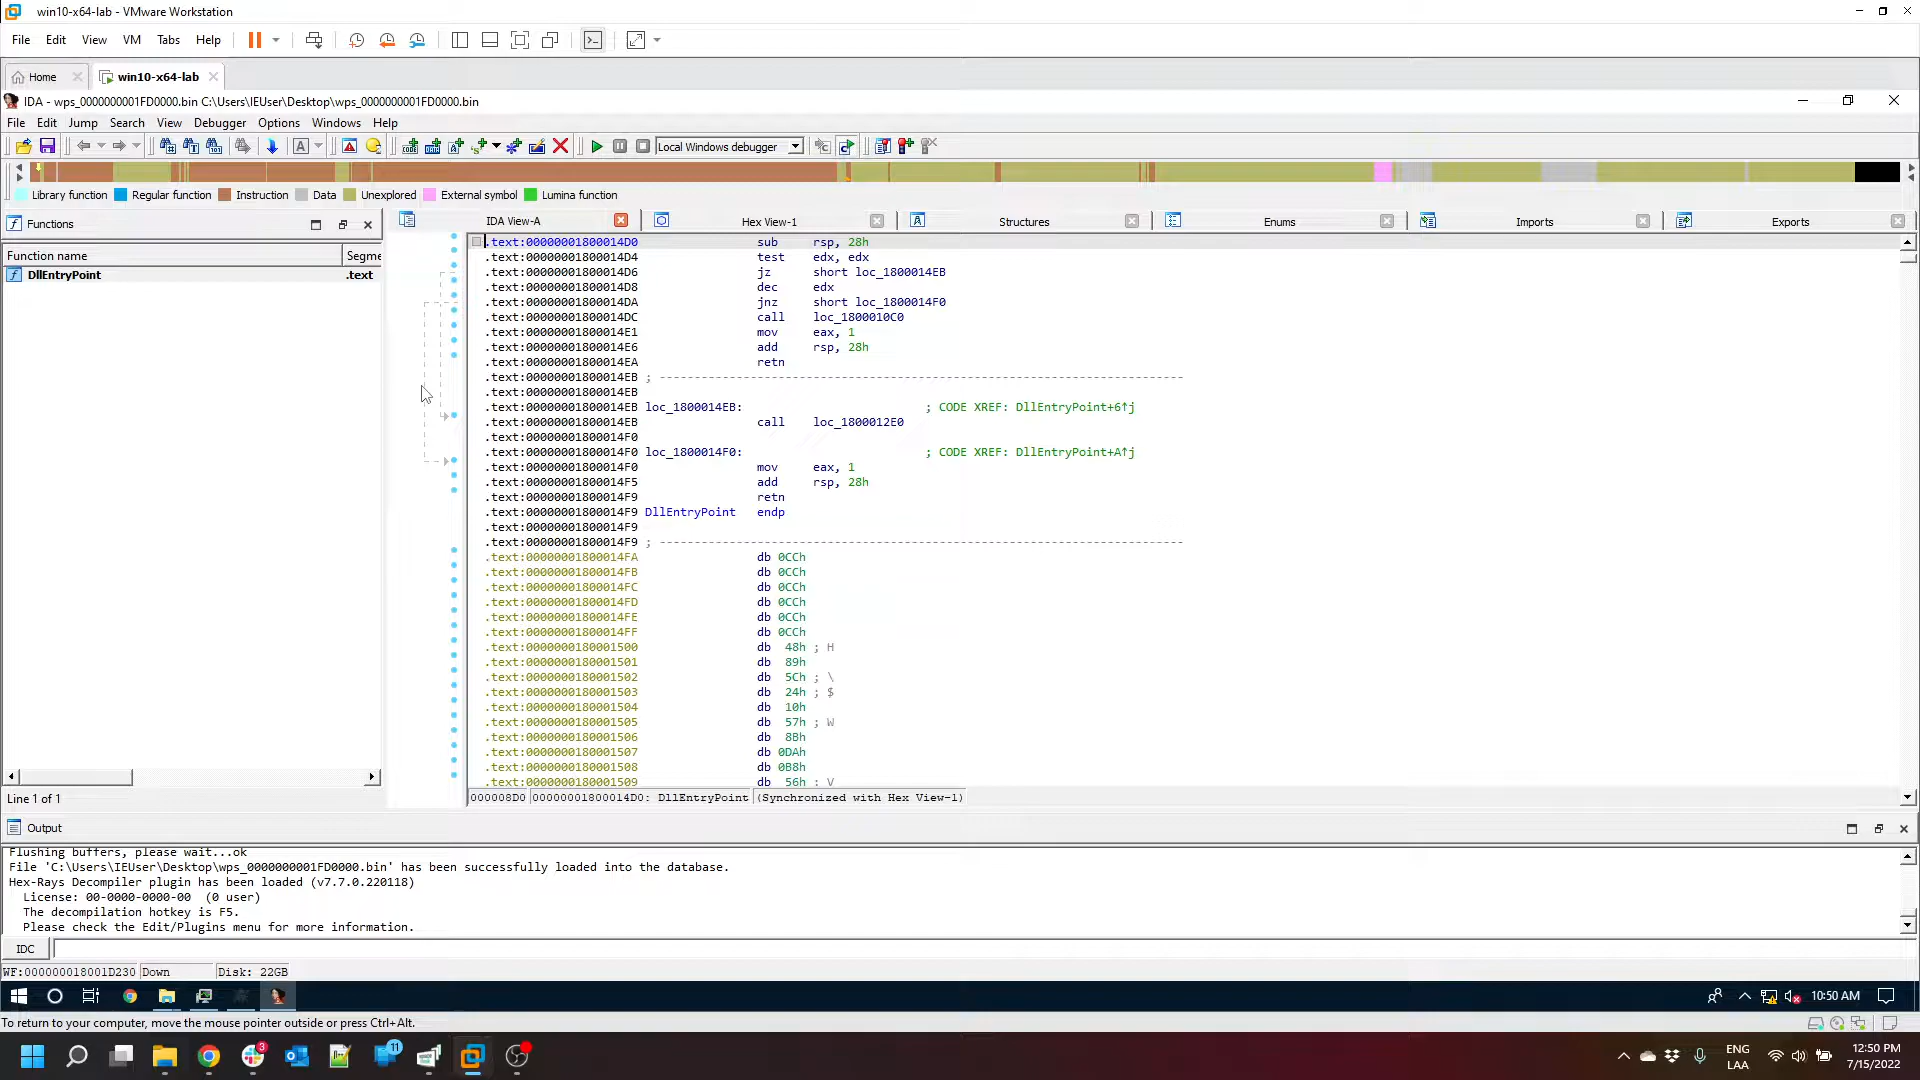 win10-x64-lab - VMware Workstation
File Edit View VM Tabs Help
Home win10-x64-lab
IDA - wps_0000000001FD0000.bin C:\Users\IEUser\Desktop\wps_0000000001FD0000.bin
File Edit Jump Search View Debugger Options Windows Help
Local Windows debugger
Library function Regular function Instruction Data Unexplored External symbol Lumina function
Functions
IDA View-A Hex View-1 Structures Enums Imports Exports
Function name Segme
DllEntryPoint .text
Line 1 of 1
.text:00000001800014D0 sub rsp, 28h
.text:00000001800014D4 test edx, edx
.text:00000001800014D6 jz short loc_1800014EB
.text:00000001800014D8 dec edx
.text:00000001800014DA jnz short loc_1800014F0
.text:00000001800014DC call loc_1800010C0
.text:00000001800014E1 mov eax, 1
.text:00000001800014E6 add rsp, 28h
.text:00000001800014EA retn
.text:00000001800014EB ; ---------------------------------------------------------------------------
.text:00000001800014EB
.text:00000001800014EB loc_1800014EB: ; CODE XREF: DllEntryPoint+6↑j
.text:00000001800014EB call loc_1800012E0
.text:00000001800014F0
.text:00000001800014F0 loc_1800014F0: ; CODE XREF: DllEntryPoint+A↑j
.text:00000001800014F0 mov eax, 1
.text:00000001800014F5 add rsp, 28h
.text:00000001800014F9 retn
.text:00000001800014F9 DllEntryPoint endp
.text:00000001800014F9
.text:00000001800014F9 ; ---------------------------------------------------------------------------
.text:00000001800014FA db 0CCh
.text:00000001800014FB db 0CCh
.text:00000001800014FC db 0CCh
.text:00000001800014FD db 0CCh
.text:00000001800014FE db 0CCh
.text:00000001800014FF db 0CCh
.text:0000000180001500 db 48h ; H
.text:0000000180001501 db 89h
.text:0000000180001502 db 5Ch ; \
.text:0000000180001503 db 24h ; $
.text:0000000180001504 db 10h
.text:0000000180001505 db 57h ; W
.text:0000000180001506 db 8Bh
.text:0000000180001507 db 0DAh
.text:0000000180001508 db 0B8h
.text:0000000180001509 db 56h ; V
000008D0 00000001800014D0: DllEntryPoint (Synchronized with Hex View-1)
Output
Flushing buffers, please wait...ok
File 'C:\Users\IEUser\Desktop\wps_0000000001FD0000.bin' has been successfully loaded into the database.
Hex-Rays Decompiler plugin has been loaded (v7.7.0.220118)
License: 00-0000-0000-00 (0 user)
The decompilation hotkey is F5.
Please check the Edit/Plugins menu for more information.
IDC
WF:000000018001D230 Down Disk: 22GB
10:50 AM
To return to your computer, move the mouse pointer outside or press Ctrl+Alt.
3
11
ENG
LAA
12:50 PM
7/15/2022